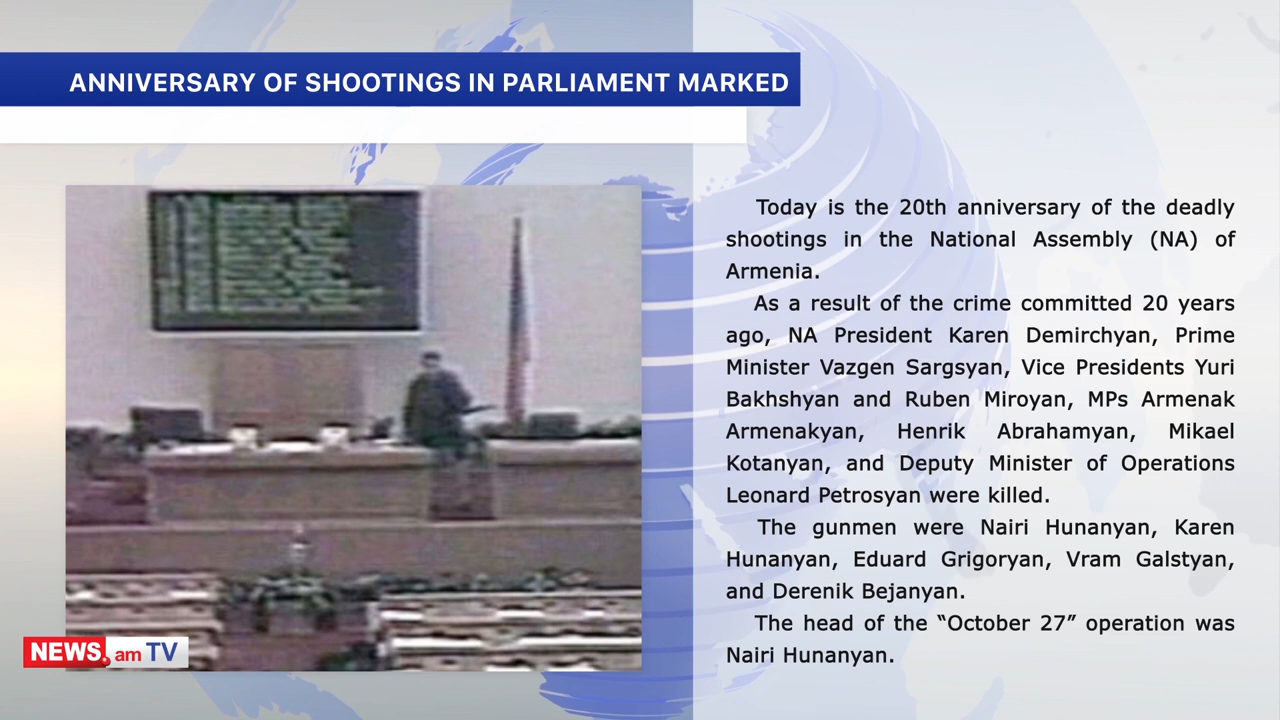 ANNIVERSARY OF SHOOTINGS IN PARLIAMENT MARKED
Today is the 20th anniversary of the deadly
shootings in the National Assembly (NA) of
Armenia.
As a result of the crime committed 20 years
ago, NA President Karen Demirchyan, Prime
Minister Vazgen Sargsyan, Vice Presidents Yuri
Bakhshyan and Ruben Miroyan, MPs Armenak
Armenakyan, Henrik Abrahamyan, Mikael
Kotanyan, and Deputy Minister of Operations
Leonard Petrosyan were killed.
The gunmen were Nairi Hunanyan, Karen
Hunanyan, Eduard Grigoryan, Vram Galstyan,
and Derenik Bejanyan.
The head of the “October 27” operation was
Nairi Hunanyan.
NEWS.am TV